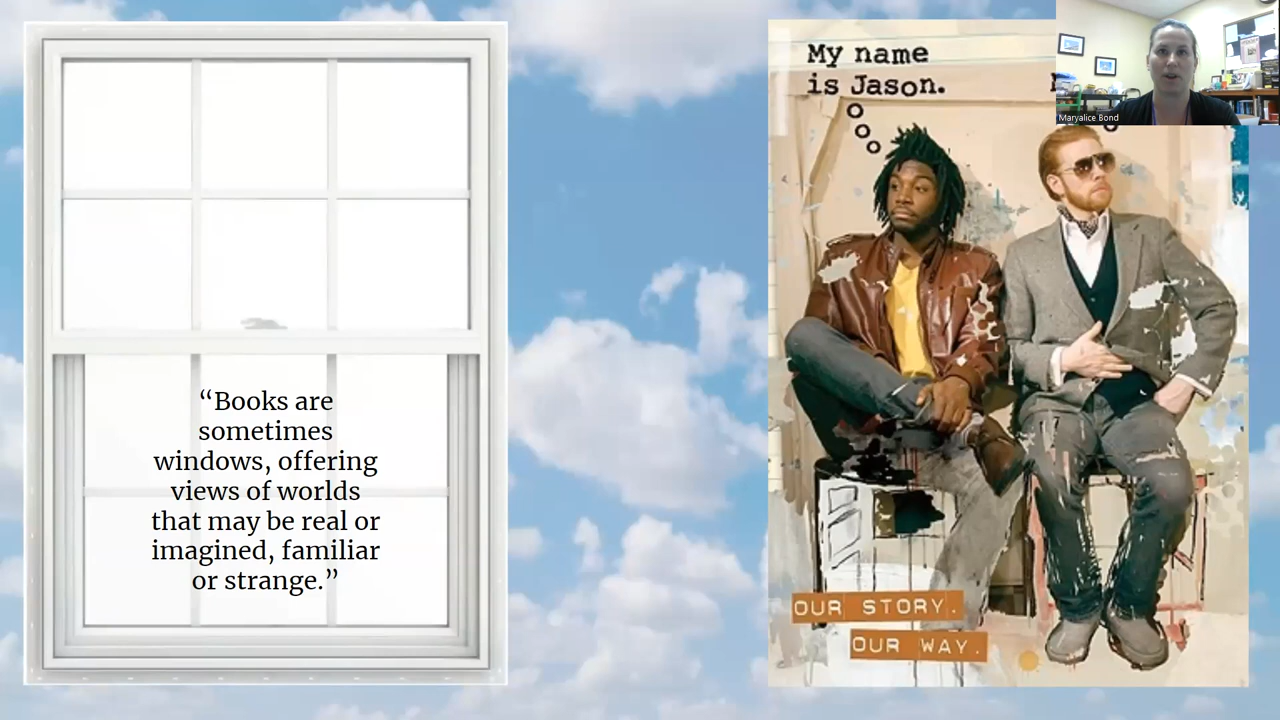 “Books are
sometimes
windows, offering
views of worlds
that may be real or
imagined, familiar
or strange.”
My name
is Jason.
OUR STORY.
OUR WAY.
Maryalice Bond